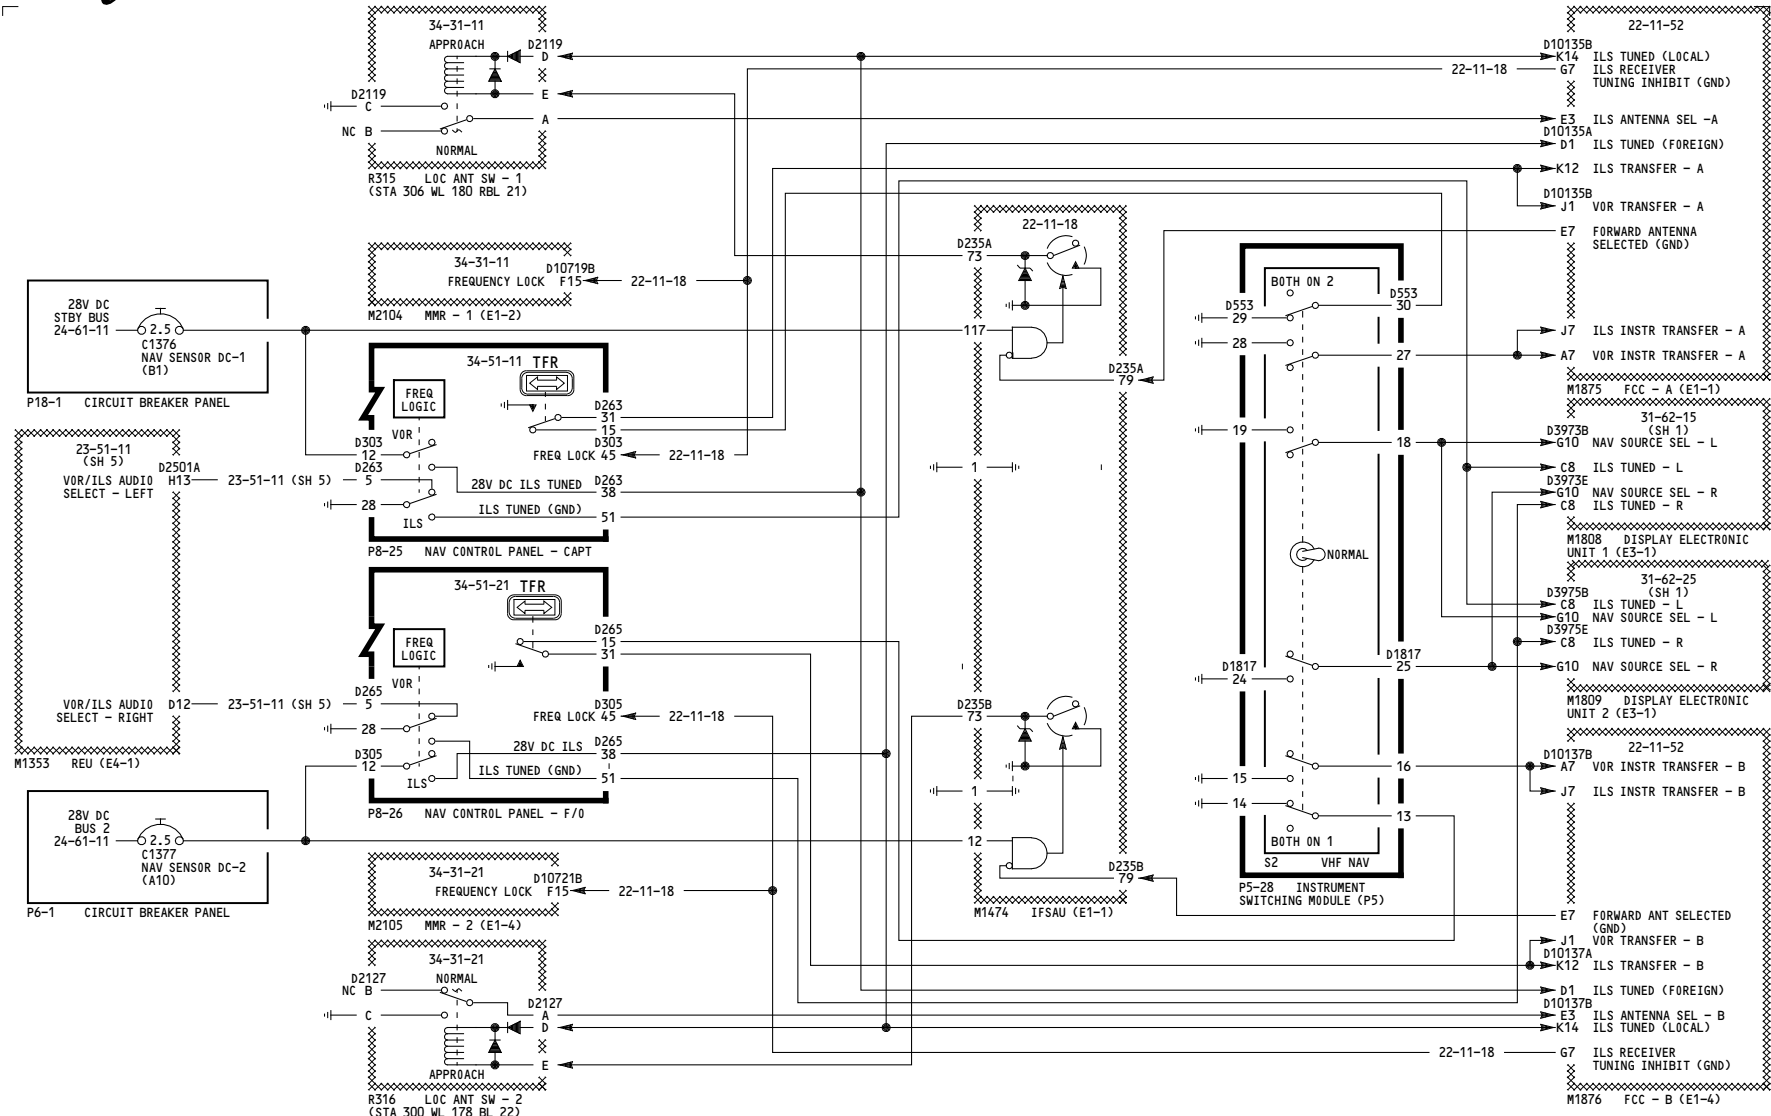 34-31-11
APPROACH
D2119
D
E
A
D2119
C
NC B
NORMAL
R315 LOC ANT SW - 1
(STA 306 WL 180 RBL 21)
34-31-11
D10719B
FREQUENCY LOCK F15
22-11-18
M2104 MMR - 1 (E1-2)
28V DC
STBY BUS
24-61-11
2.5
C1376
NAV SENSOR DC-1
(B1)
P18-1 CIRCUIT BREAKER PANEL
34-51-11 TFR
FREQ
LOGIC
VOR
D263
31
15
D303
12
D303
FREQ LOCK 45
22-11-18
D263
5
28V DC ILS TUNED
D263
38
28
ILS TUNED (GND)
51
ILS
P8-25 NAV CONTROL PANEL - CAPT
23-51-11
(SH 5)
D2501A
VOR/ILS AUDIO
SELECT - LEFT
H13
23-51-11 (SH 5)
VOR/ILS AUDIO
SELECT - RIGHT
D12
23-51-11 (SH 5)
M1353 REU (E4-1)
34-51-21 TFR
FREQ
LOGIC
VOR
D265
15
31
D265
5
D305
FREQ LOCK 45
22-11-18
28
28V DC ILS
D265
38
D305
12
ILS TUNED (GND)
51
ILS
P8-26 NAV CONTROL PANEL - F/O
28V DC
BUS 2
24-61-11
2.5
C1377
NAV SENSOR DC-2
(A10)
P6-1 CIRCUIT BREAKER PANEL
34-31-21
D10721B
FREQUENCY LOCK F15
22-11-18
M2105 MMR - 2 (E1-4)
34-31-21
D2127
NC B
NORMAL
C
D2127
A
D
E
APPROACH
R316 LOC ANT SW - 2
(STA 300 WL 178 BL 22)
22-11-18
D235A
73
117
D235A
79
1
D235B
73
1
12
D235B
79
M1474 IFSAU (E1-1)
BOTH ON 2
D553
29
D553
30
28
27
19
18
NORMAL
D1817
24
D1817
25
16
15
14
13
BOTH ON 1
S2 VHF NAV
P5-28 INSTRUMENT
SWITCHING MODULE (P5)
22-11-52
D10135B
K14 ILS TUNED (LOCAL)
22-11-18
G7 ILS RECEIVER
TUNING INHIBIT (GND)
E3 ILS ANTENNA SEL -A
D10135A
D1 ILS TUNED (FOREIGN)
K12 ILS TRANSFER - A
D10135B
J1 VOR TRANSFER - A
E7 FORWARD ANTENNA
SELECTED (GND)
J7 ILS INSTR TRANSFER - A
A7 VOR INSTR TRANSFER - A
M1875 FCC - A (E1-1)
31-62-15
(SH 1)
D3973B
G10 NAV SOURCE SEL - L
C8 ILS TUNED - L
D3973E
G10 NAV SOURCE SEL - R
C8 ILS TUNED - R
M1808 DISPLAY ELECTRONIC
UNIT 1 (E3-1)
31-62-25
(SH 1)
D3975B
C8 ILS TUNED - L
G10 NAV SOURCE SEL - L
D3975E
C8 ILS TUNED - R
G10 NAV SOURCE SEL - R
M1809 DISPLAY ELECTRONIC
UNIT 2 (E3-1)
22-11-52
D10137B
A7 VOR INSTR TRANSFER - B
J7 ILS INSTR TRANSFER - B
E7 FORWARD ANT SELECTED
(GND)
J1 VOR TRANSFER - B
D10137A
K12 ILS TRANSFER - B
D1 ILS TUNED (FOREIGN)
D10137B
E3 ILS ANTENNA SEL - B
K14 ILS TUNED (LOCAL)
22-11-18
G7 ILS RECEIVER
TUNING INHIBIT (GND)
M1876 FCC - B (E1-4)